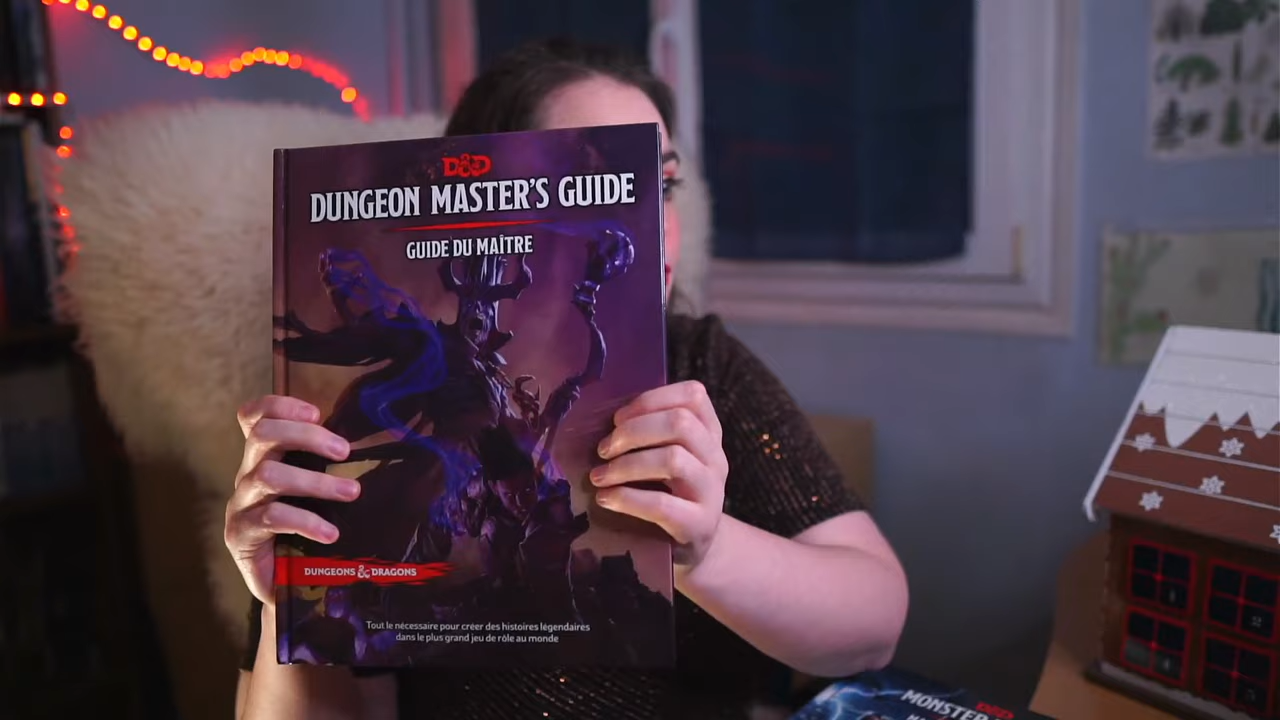 D&D
DUNGEON MASTER'S GUIDE
GUIDE DU MAÎTRE
DUNGEONS & DRAGONS
Tout le nécessaire pour créer des histoires légendaires
dans le plus grand jeu de rôle au monde
D&D
MONSTER
2